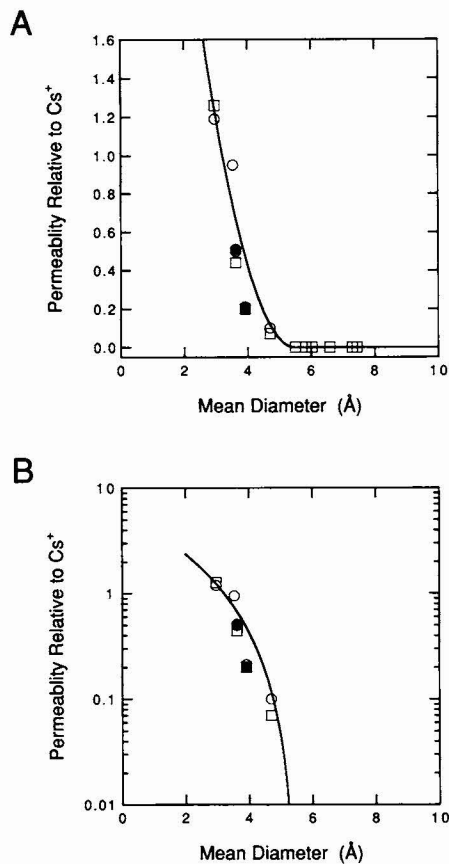 A
Permeablity Relative to Cs+
1.6
1.4
1.2
1.0
0.8
0.6
0.4
0.2
0.0
0 2 4 6 8 10
Mean Diameter (Å)
B
Permeablity Relative to Cs+
10
1
0.1
0.01
0 2 4 6 8 10
Mean Diameter (Å)